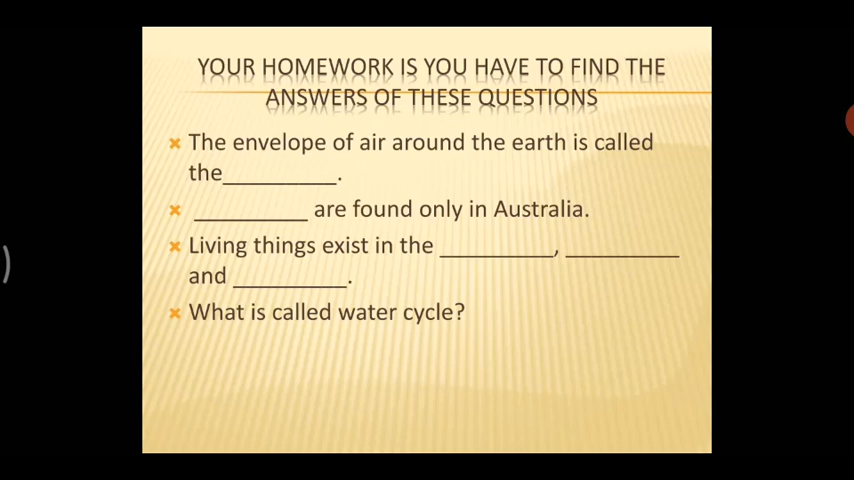 YOUR HOMEWORK IS YOU HAVE TO FIND THE
ANSWERS OF THESE QUESTIONS
The envelope of air around the earth is called
the_________.
_________ are found only in Australia.
Living things exist in the _________, _________
and _________.
What is called water cycle?